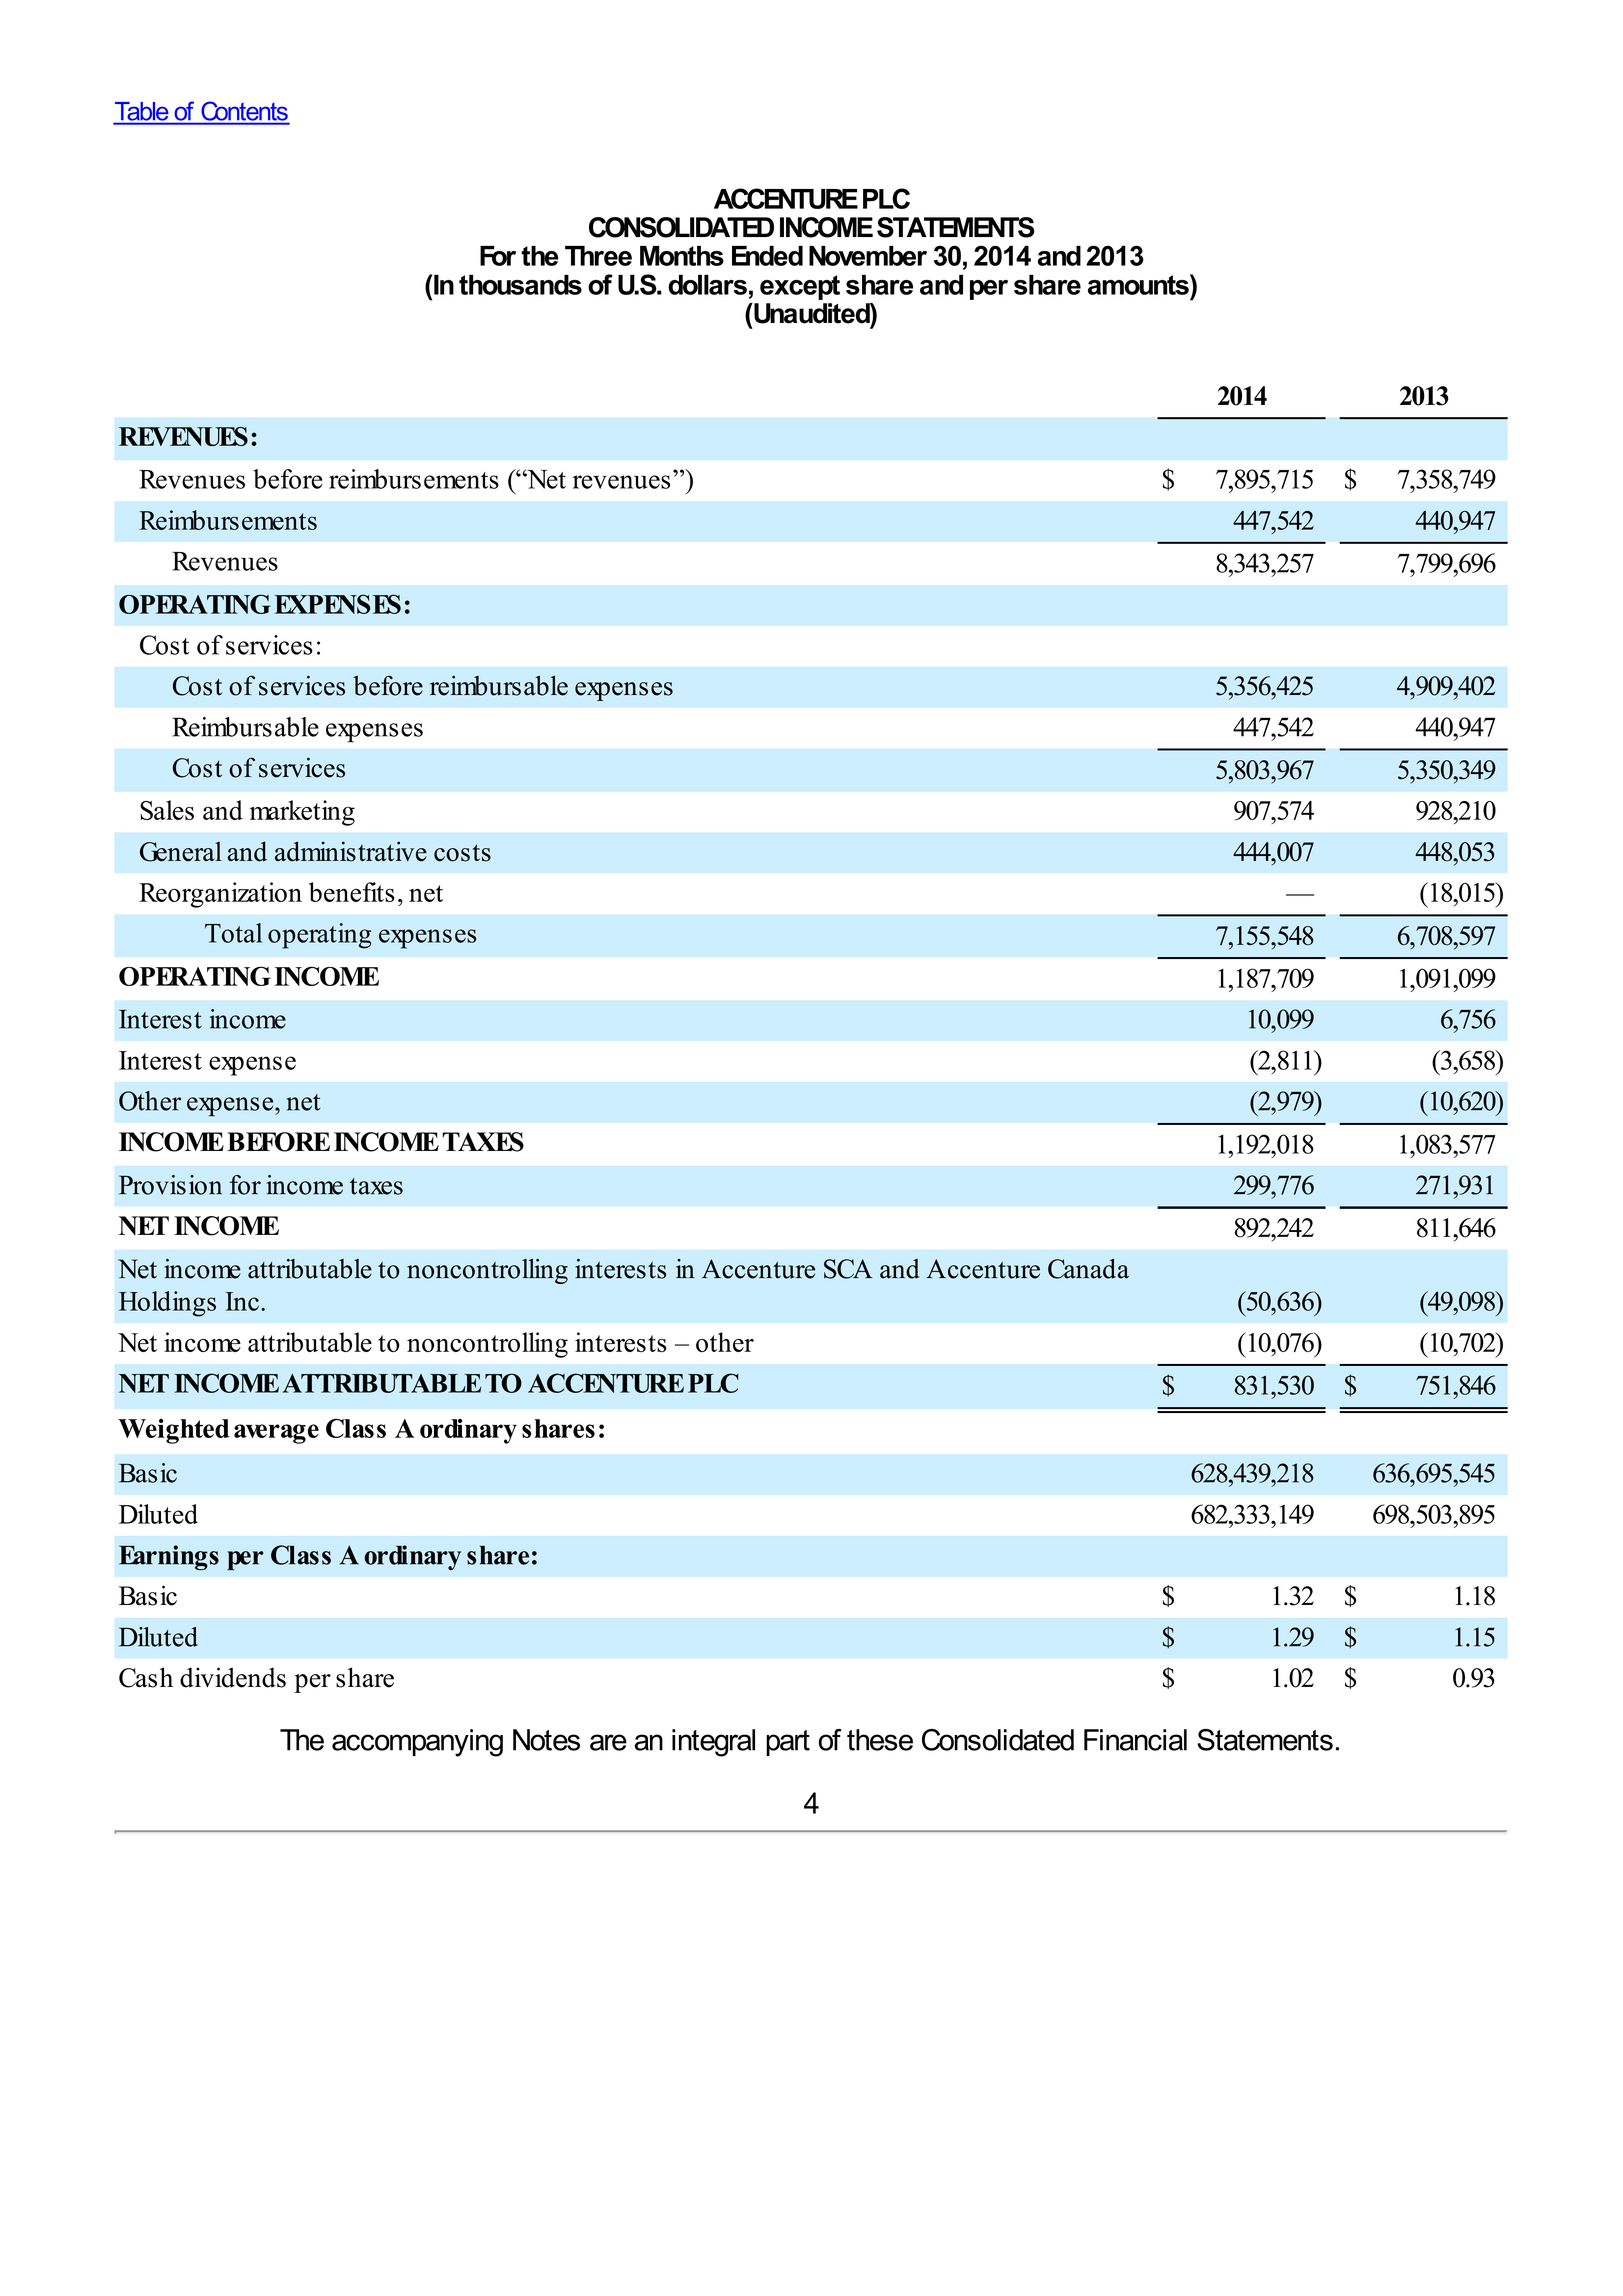 Table of Contents
ACCENTURE PLC
CONSOLIDATED INCOME STATEMENTS
For the Three Months Ended November 30, 2014 and 2013
(In thousands of U.S. dollars, except share and per share amounts)
(Unaudited)
2014 2013
REVENUES:
Revenues before reimbursements (“Net revenues”) $ 7,895,715 $ 7,358,749
Reimbursements 447,542 440,947
Revenues 8,343,257 7,799,696
OPERATING EXPENSES:
Cost of services:
Cost of services before reimbursable expenses 5,356,425 4,909,402
Reimbursable expenses 447,542 440,947
Cost of services 5,803,967 5,350,349
Sales and marketing 907,574 928,210
General and administrative costs 444,007 448,053
Reorganization benefits, net — (18,015)
Total operating expenses 7,155,548 6,708,597
OPERATING INCOME 1,187,709 1,091,099
Interest income 10,099 6,756
Interest expense (2,811) (3,658)
Other expense, net (2,979) (10,620)
INCOME BEFORE INCOME TAXES 1,192,018 1,083,577
Provision for income taxes 299,776 271,931
NET INCOME 892,242 811,646
Net income attributable to noncontrolling interests in Accenture SCA and Accenture Canada
Holdings Inc. (50,636) (49,098)
Net income attributable to noncontrolling interests – other (10,076) (10,702)
NET INCOME ATTRIBUTABLE TO ACCENTURE PLC $ 831,530 $ 751,846
Weighted average Class A ordinary shares:
Basic 628,439,218 636,695,545
Diluted 682,333,149 698,503,895
Earnings per Class A ordinary share:
Basic $ 1.32 $ 1.18
Diluted $ 1.29 $ 1.15
Cash dividends per share $ 1.02 $ 0.93
The accompanying Notes are an integral part of these Consolidated Financial Statements.
4